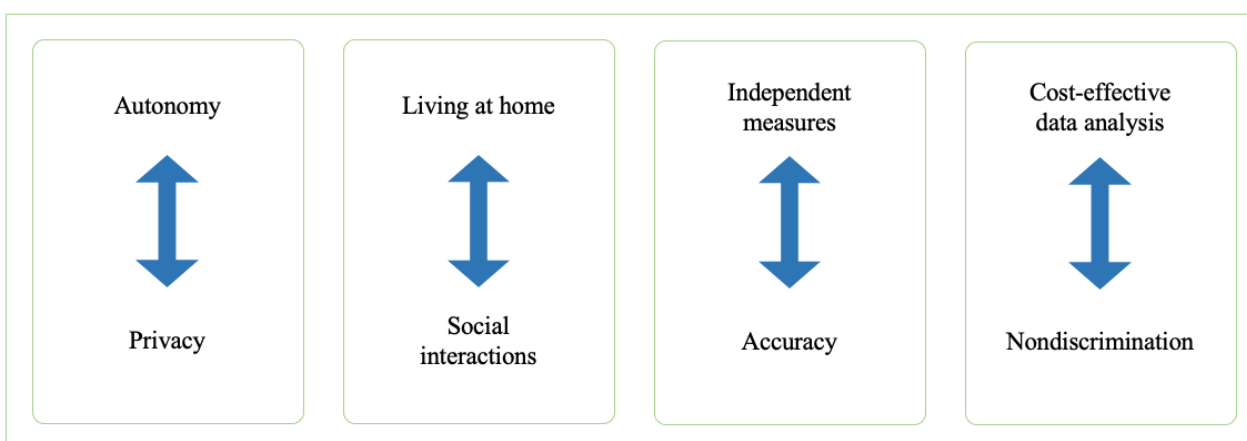 Autonomy
Privacy
Living at home
Social
interactions
Independent
measures
Accuracy
Cost-effective
data analysis
Nondiscrimination